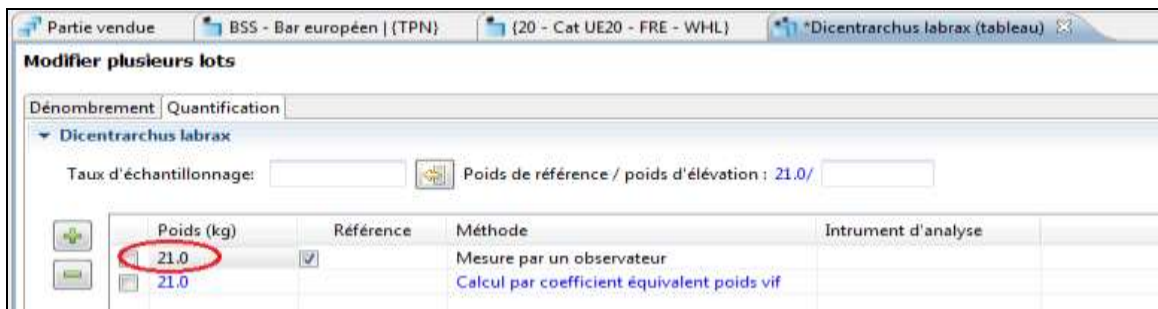 Partie vendue BSS - Bar européen | {TPN} {20 - Cat UE20 - FRE - WHL} *Dicentrarchus labrax (tableau)
Modifier plusieurs lots
Dénombrement Quantification
Dicentrarchus labrax
Taux d'échantillonnage: Poids de référence / poids d'élévation : 21.0/
Poids (kg) Référence Méthode Intrument d'analyse
21.0 Mesure par un observateur
21.0 Calcul par coefficient équivalent poids vif